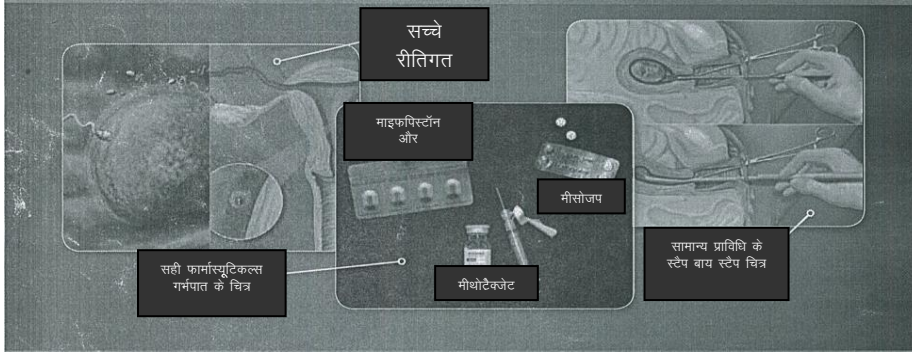 सच्चे
रीतिगत
माइफपिस्टॉन
और
मीसोजप
सही फार्मास्यूटिकल्स
गर्भपात के चित्र
मीथोटैक्जेट
सामान्य प्राविधि के
स्टैप बाय स्टैप चित्र